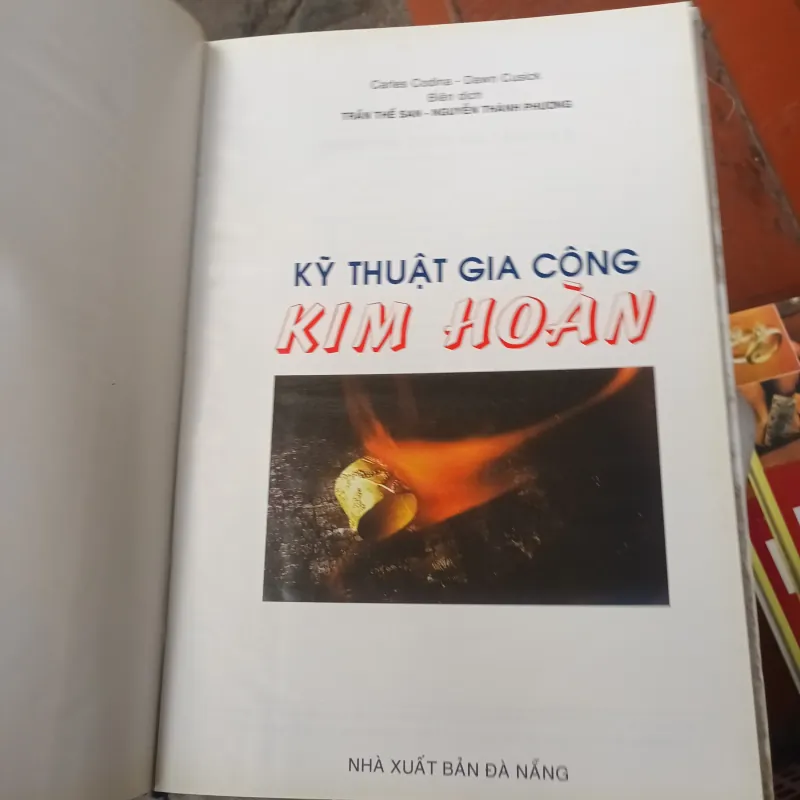 Carles Codina - Dawn Cusick
Biên dịch
TRẦN THẾ SAN - NGUYỄN THÀNH PHƯƠNG
KỸ THUẬT GIA CÔNG
KIM HOÀN
NHÀ XUẤT BẢN ĐÀ NẴNG